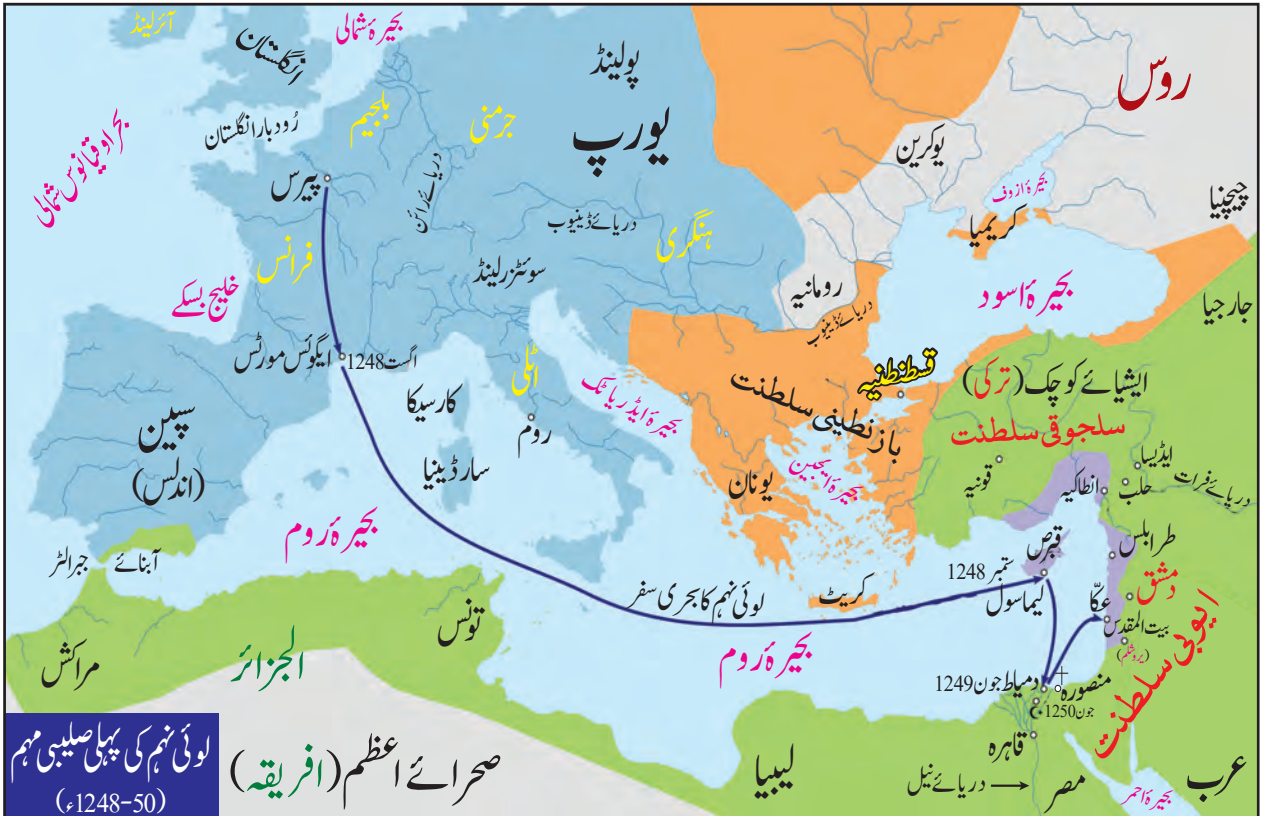 آئرلینڈ
انگلستان
بحیرۂ شمالی
پولینڈ
روس
بحر اوقیانوس شمالی
رُودبار انگلستان
بلجیم
جرمنی
یورپ
یوکرین
بحیرۂ ازوف
چیچنیا
پیرس
دریائے رائن
دریائے ڈینیوب
ہنگری
کریمیا
فرانس
سوئٹزرلینڈ
رومانیہ
بحیرۂ اسود
جارجیا
خلیج بسکے
دریائے ڈینیوب
ایگوئس مورٹس
اگست 1248
اٹلی
قسطنطنیہ
ایشیائے کوچک (ترکی)
کارسیکا
بحیرۂ ایڈریاٹک
بازنطینی سلطنت
سلجوقی سلطنت
سپین
(اندلس)
روم
سارڈینیا
یونان
بحیرۂ ایجین
قونیہ
ایڈیسا
حلب
انطاکیہ
دریائے فرات
بحیرۂ روم
آبنائے
جبرالٹر
قبرص
ستمبر 1248
لیماسول
طرابلس
دمشق
عکّا
لوئی نہم کا بحری سفر
کریٹ
بیت المقدس
(یروشلم)
ایوبی سلطنت
تونس
بحیرۂ روم
مراکش
الجزائر
دمیاط جون 1249
منصورہ
جون 1250
قاہرہ
لوئی نہم کی پہلی صلیبی مہم
(1248-50ء)
صحرائے اعظم (افریقہ)
لیبیا
دریائے نیل
مصر
بحیرۂ احمر
عرب